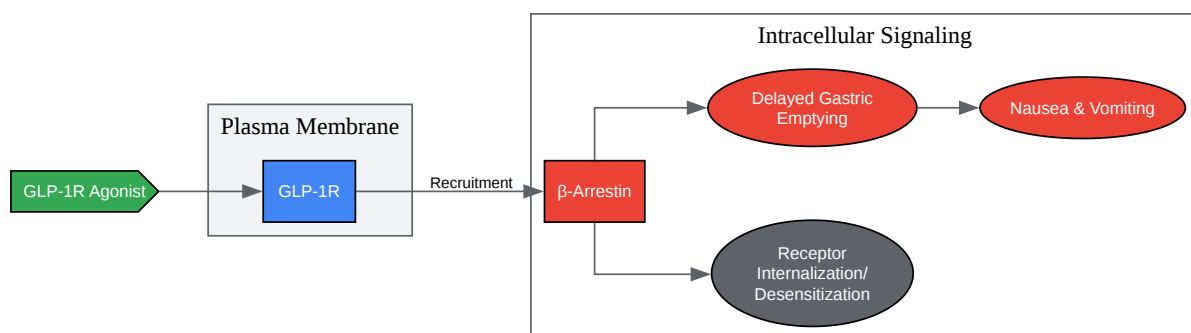 Intracellular Signaling
Delayed Gastric
Emptying
Nausea & Vomiting
Plasma Membrane
GLP-1R Agonist
GLP-1R
Recruitment
β-Arrestin
Receptor
Internalization/
Desensitization